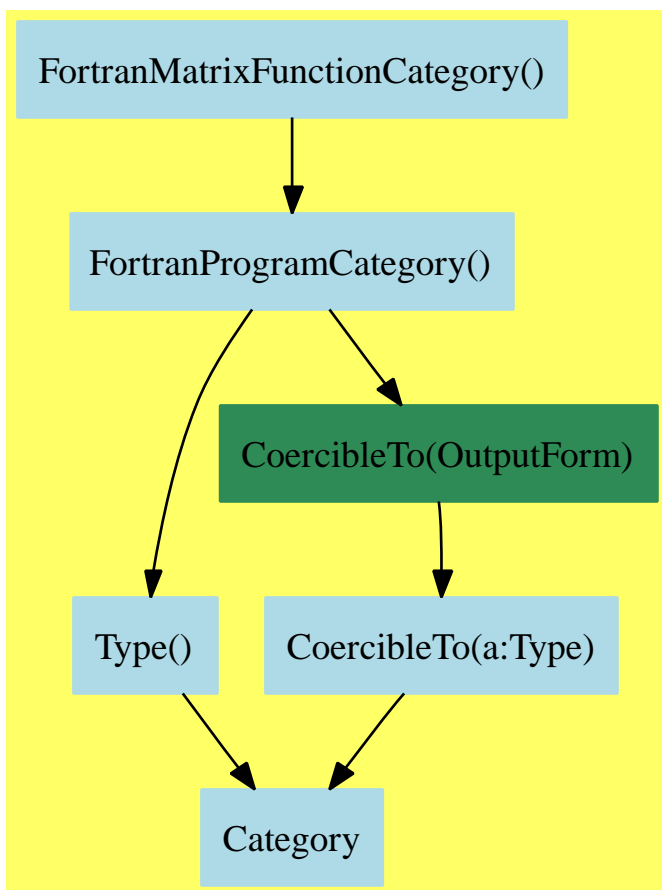 FortranMatrixFunctionCategory()
FortranProgramCategory()
CoercibleTo(OutputForm)
Type()
CoercibleTo(a:Type)
Category